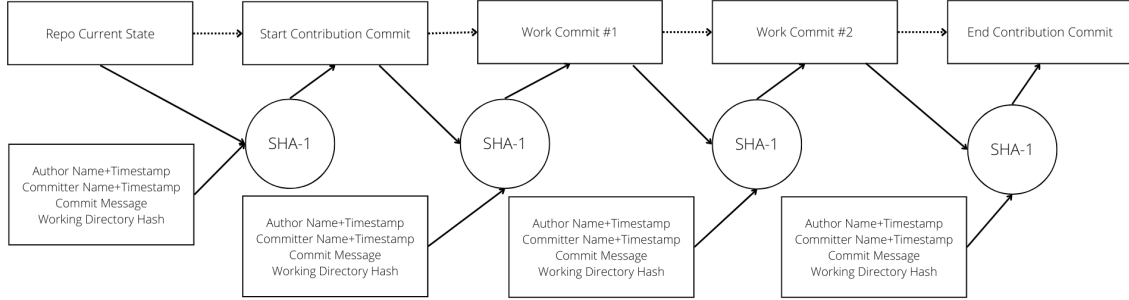 Repo Current State
Start Contribution Commit
Work Commit #1
Work Commit #2
End Contribution Commit
SHA-1
SHA-1
SHA-1
SHA-1
Author Name+Timestamp
Committer Name+Timestamp
Commit Message
Working Directory Hash
Author Name+Timestamp
Committer Name+Timestamp
Commit Message
Working Directory Hash
Author Name+Timestamp
Committer Name+Timestamp
Commit Message
Working Directory Hash
Author Name+Timestamp
Committer Name+Timestamp
Commit Message
Working Directory Hash